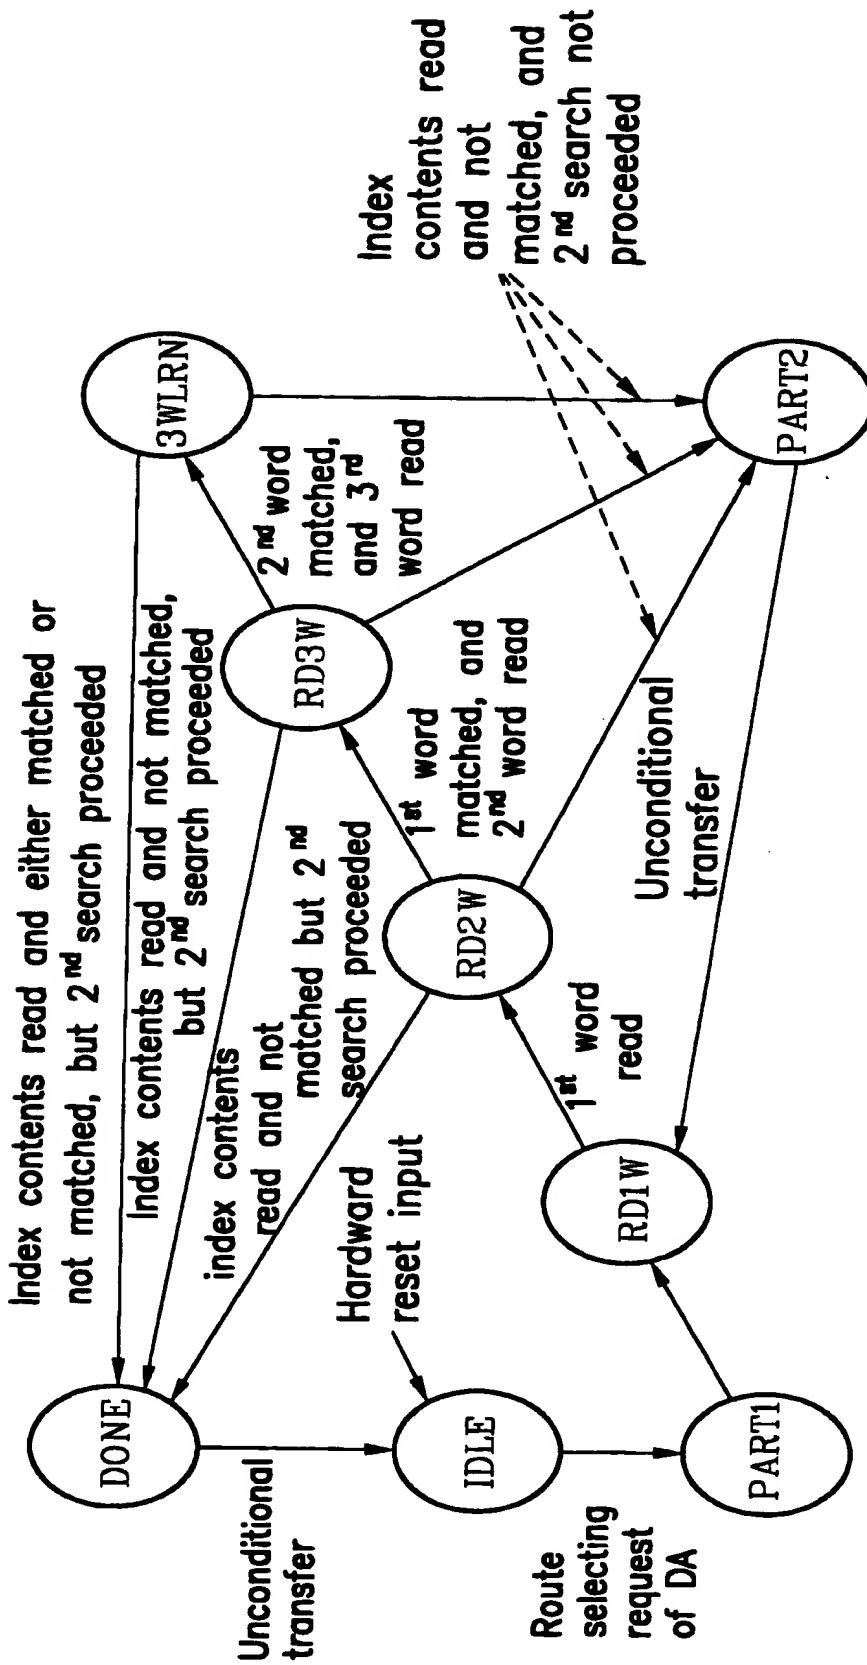 Index contents read and either matched or
not matched, but 2nd search proceeded
Index contents read and not matched,
but 2nd search proceeded
index contents
read and not
matched but 2nd
search proceeded
DONE
3WLRN
2nd word
matched,
and 3rd
word read
RD3W
Index
contents read
and not
matched, and
2nd search not
proceeded
1st word
matched, and
2nd word read
Unconditional
transfer
Hardward
reset input
IDLE
RD2W
1st word
read
Unconditional
transfer
Route
selecting
request
of DA
PART1
RD1W
PART2